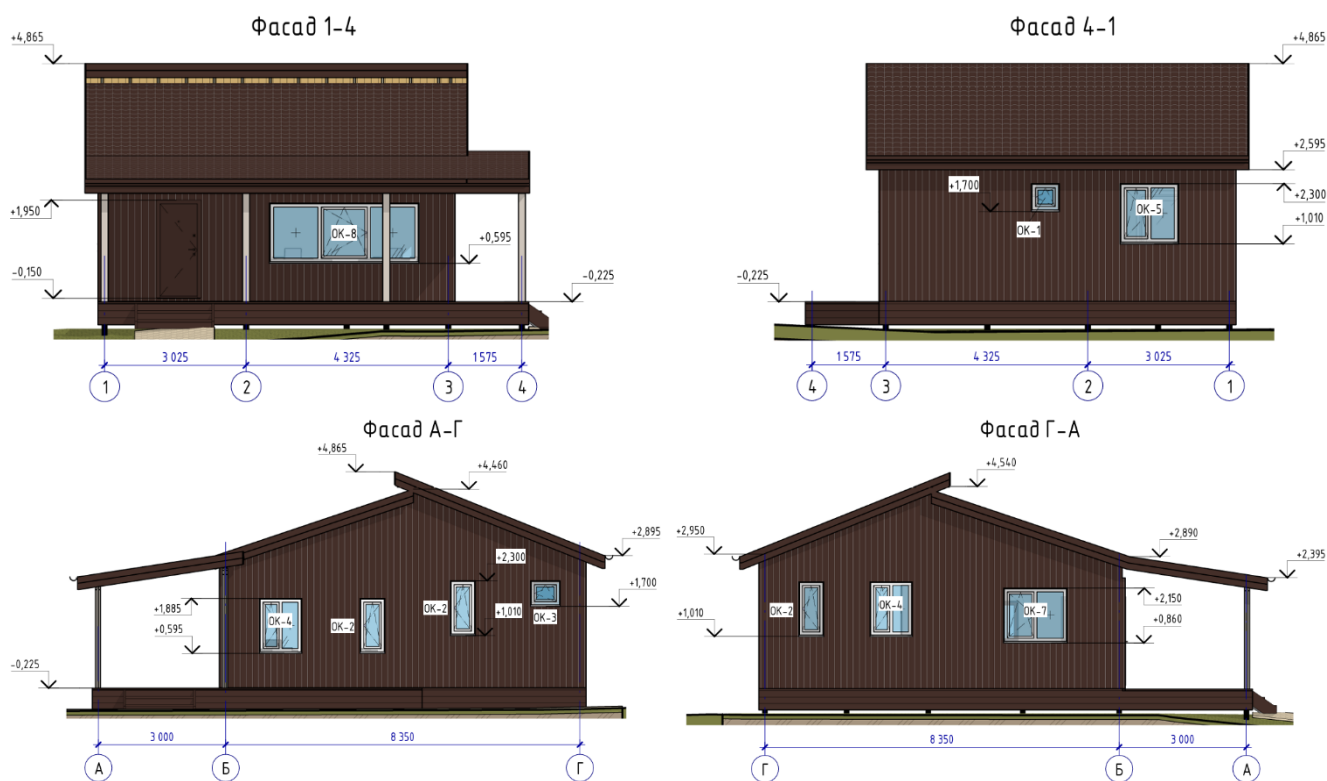 Фасад 1-4
+4,865
+1,950
-0,150
ОК-8
+0,595
-0,225
3 025
4 325
1 575
1
2
3
4
Фасад 4-1
+4,865
+2,595
+1,700
+2,300
ОК-5
ОК-1
+1,010
-0,225
1 575
4 325
3 025
4
3
2
1
Фасад А-Г
+4,865
+4,460
+2,895
+2,300
+1,700
+1,885
ОК-4
ОК-2
ОК-2
ОК-3
+1,010
+0,595
-0,225
3 000
8 350
А
Б
Г
Фасад Г-А
+4,540
+2,950
+2,890
+2,395
ОК-2
ОК-4
ОК-7
+2,150
+1,010
+0,860
8 350
3 000
Г
Б
А